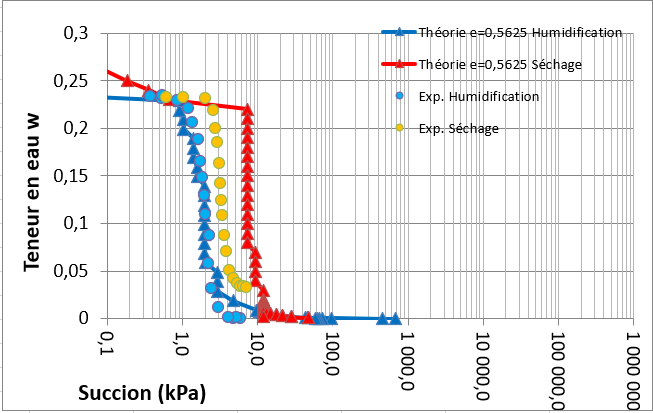 0,3
0,25
0,2
0,15
0,1
0,05
0
Teneur en eau w
Théorie e=0,5625 Humidification
Théorie e=0,5625 Séchage
Exp. Humidification
Exp. Séchage
0,1
1,0
10,0
100,0
1 000,0
10 000,0
100 000,0
1 000 000
Succion (kPa)